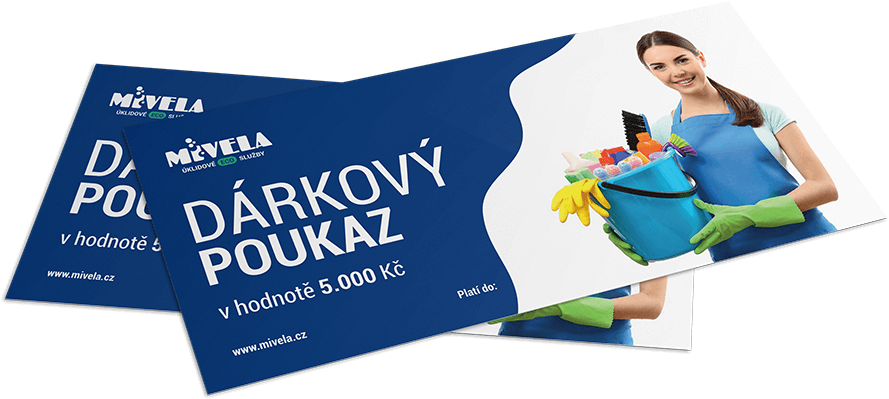 MIVELA
ÚKLIDOVÉ ECO
DÁ
POU
v hodnotě 5
www.mivela.cz
MIVELA
ÚKLIDOVÉ ECO SLUŽBY
DÁRKOVÝ
POUKAZ
v hodnotě 5.000 Kč
Platí do:
www.mivela.cz